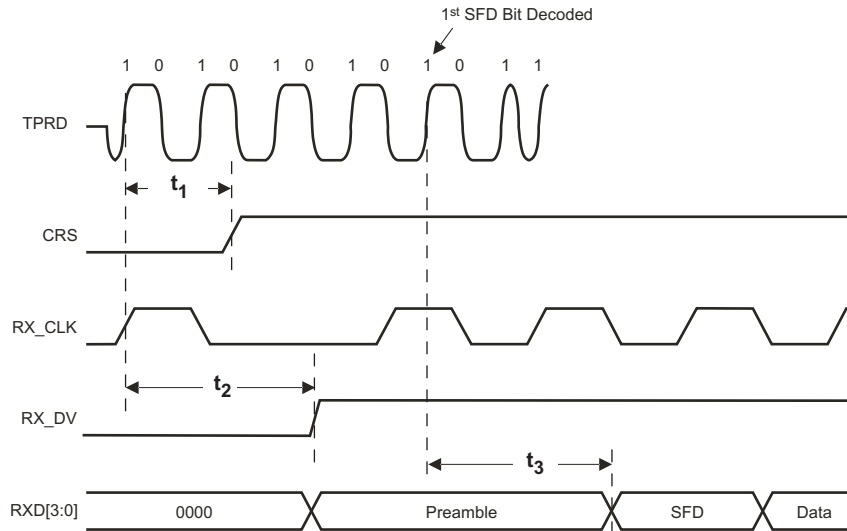 1st SFD Bit Decoded
1 0 1 0 1 0 1 0 1 0 1 1
TPRD
t1
CRS
RX_CLK
t2
RX_DV
t3
RXD[3:0] 0000 Preamble SFD Data